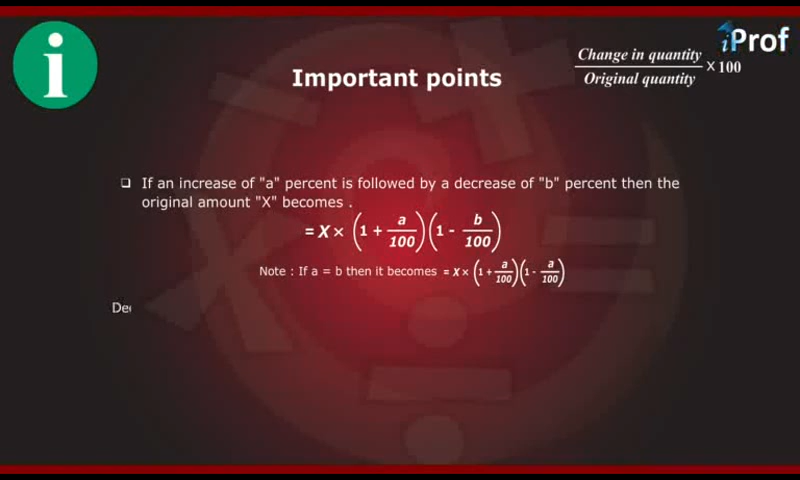 i
iProf
Important points
Change in quantity
Original quantity
× 100
❑ If an increase of "a" percent is followed by a decrease of "b" percent then the
original amount "X" becomes .
= X × (1 + a/100)(1 - b/100)
Note : If a = b then it becomes = X × (1 + a/100)(1 - a/100)
De